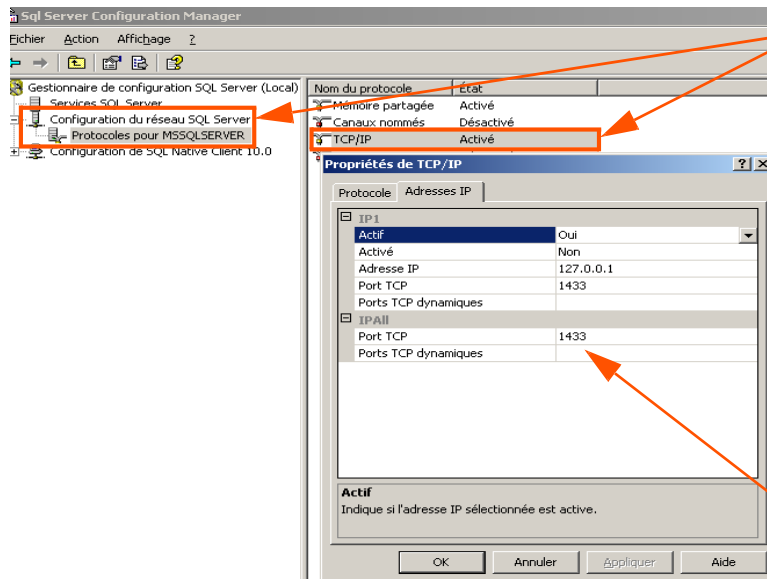 Sql Server Configuration Manager
Fichier Action Affichage ?
Gestionnaire de configuration SQL Server (Local)
Services SQL Server
Configuration du réseau SQL Server
Protocoles pour MSSQLSERVER
Configuration de SQL Native Client 10.0
Nom du protocole État
Mémoire partagée Activé
Canaux nommés Désactivé
TCP/IP Activé
Propriétés de TCP/IP
Protocole Adresses IP
IP1
Actif Oui
Activé Non
Adresse IP 127.0.0.1
Port TCP 1433
Ports TCP dynamiques
IPAll
Port TCP 1433
Ports TCP dynamiques
Actif
Indique si l'adresse IP sélectionnée est active.
OK Annuler Appliquer Aide